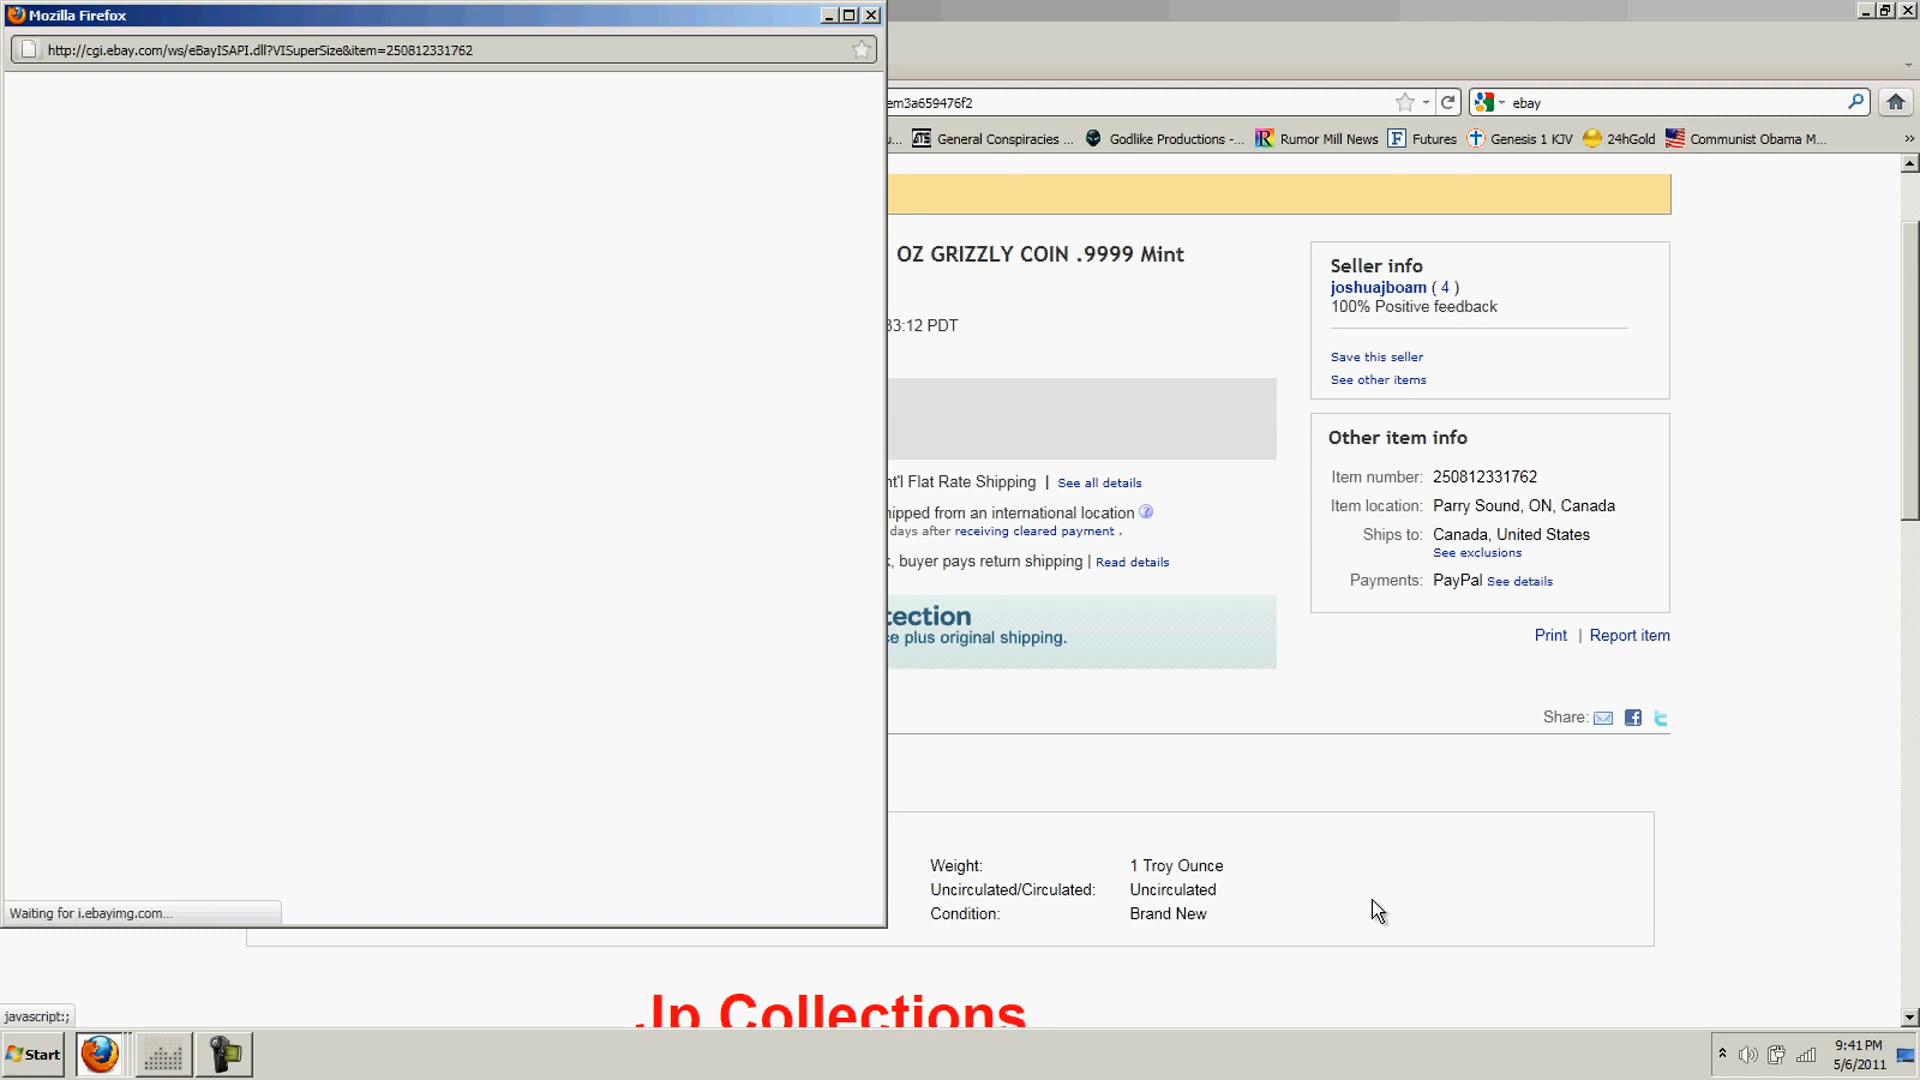 Mozilla Firefox
http://cgi.ebay.com/ws/eBayISAPI.dll?VISuperSize&item=250812331762
em3a659476f2
ebay
General Conspiracies ...
Godlike Productions -...
Rumor Mill News
Futures
Genesis 1 KJV
24hGold
Communist Obama M...
OZ GRIZZLY COIN .9999 Mint
33:12 PDT
Seller info
joshuajboam ( 4 )
100% Positive feedback
Save this seller
See other items
Other item info
Item number: 250812331762
Item location: Parry Sound, ON, Canada
Ships to: Canada, United States
See exclusions
Payments: PayPal See details
nt'l Flat Rate Shipping | See all details
hipped from an international location
days after receiving cleared payment .
, buyer pays return shipping | Read details
tection
e plus original shipping.
Print | Report item
Share:
Weight: 1 Troy Ounce
Uncirculated/Circulated: Uncirculated
Condition: Brand New
Waiting for i.ebayimg.com...
Jp Collections
javascript:;
Start
9:41 PM
5/6/2011